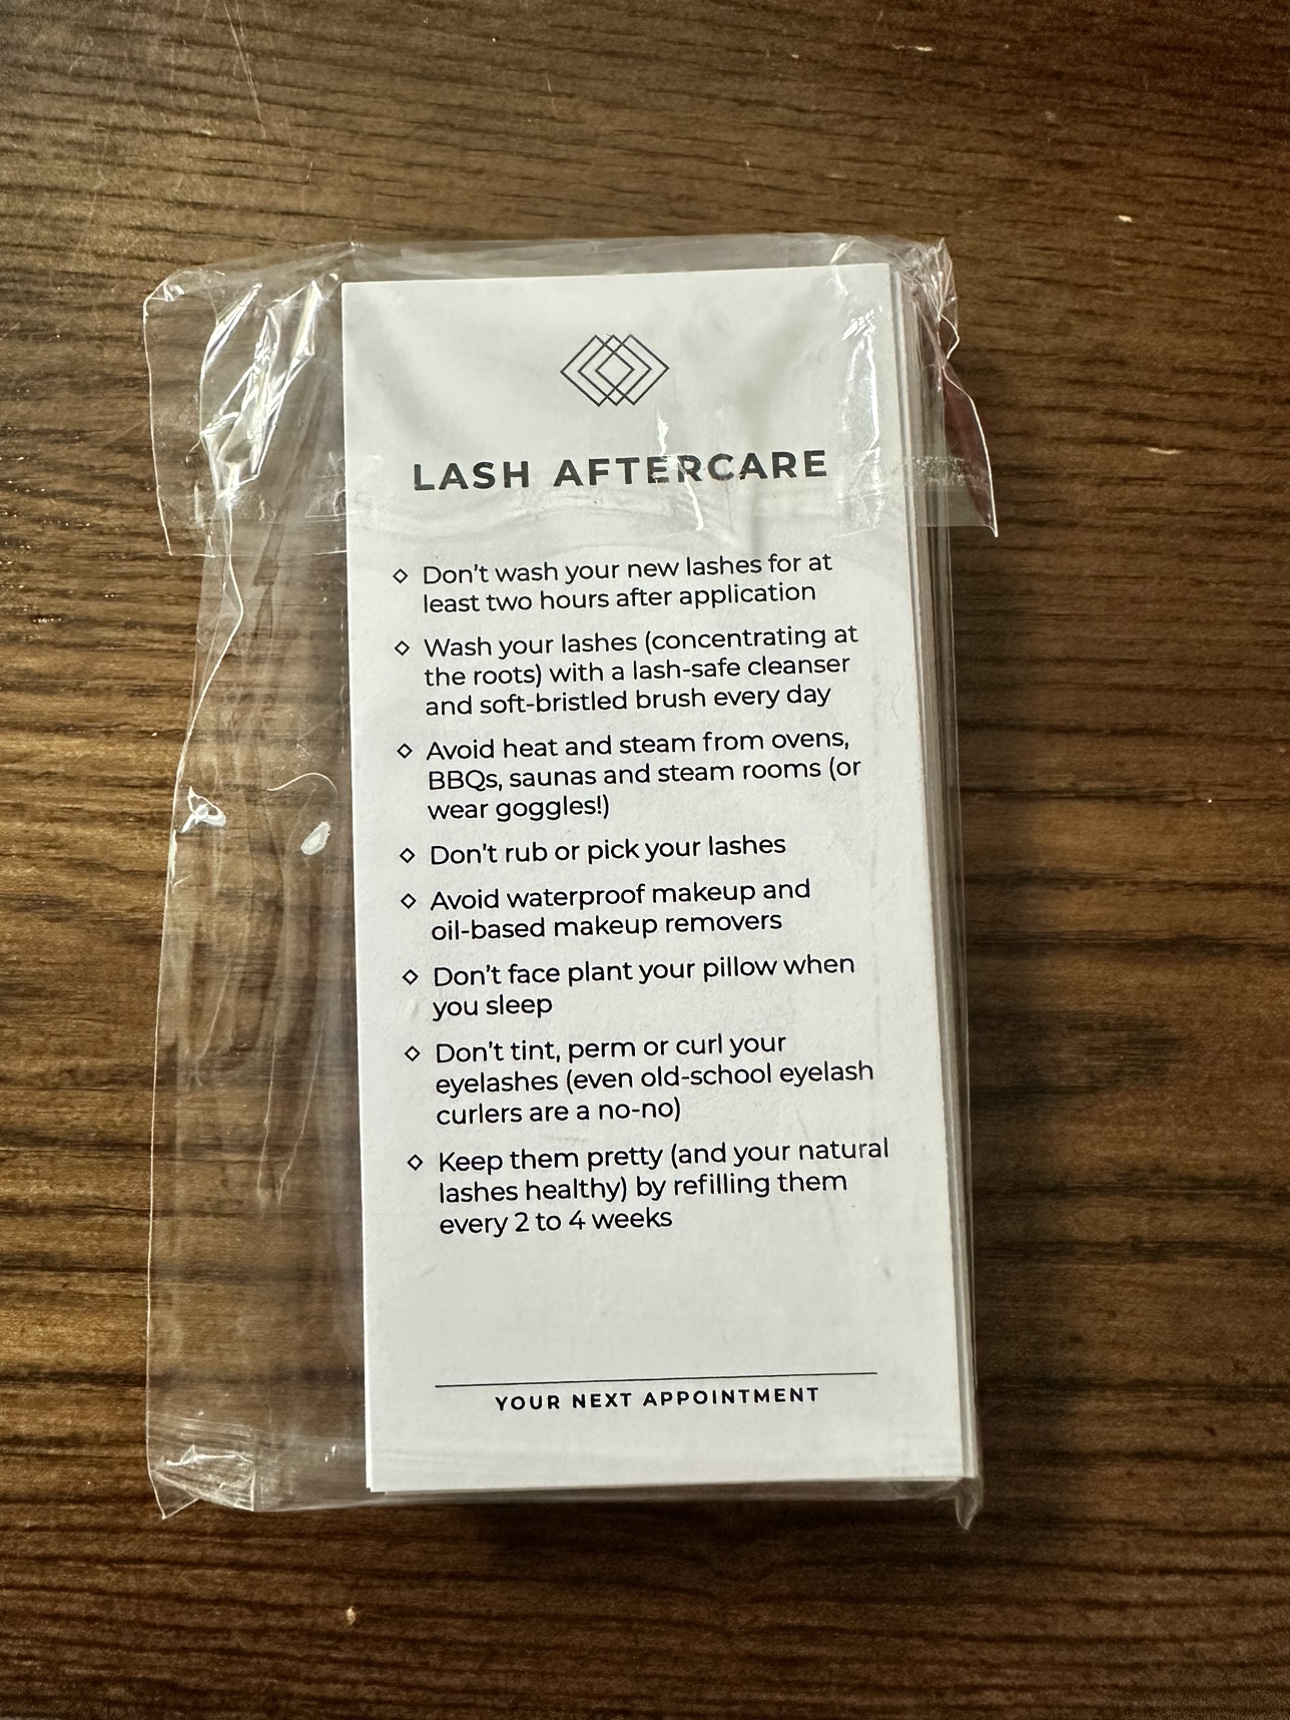 LASH AFTERCARE
Don't wash your new lashes for at
least two hours after application
Wash your lashes (concentrating at
the roots) with a lash-safe cleanser
and soft-bristled brush every day
Avoid heat and steam from ovens,
BBQs, saunas and steam rooms (or
wear goggles!)
Don't rub or pick your lashes
Avoid waterproof makeup and
oil-based makeup removers
Don't face plant your pillow when
you sleep
Don't tint, perm or curl your
eyelashes (even old-school eyelash
curlers are a no-no)
Keep them pretty (and your natural
lashes healthy) by refilling them
every 2 to 4 weeks
YOUR NEXT APPOINTMENT